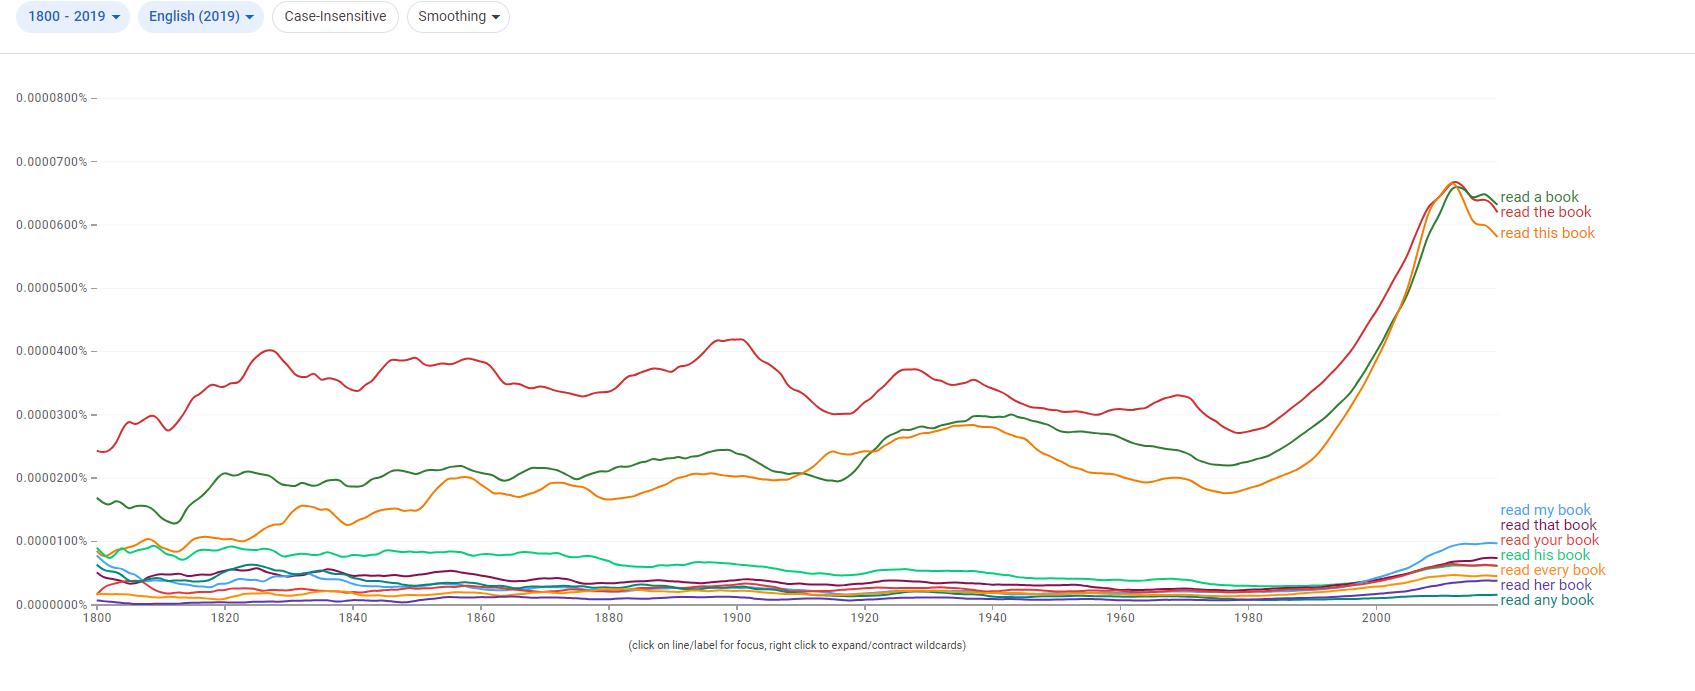 1800 - 2019 English (2019) Case-Insensitive Smoothing
0.0000800%
0.0000700%
0.0000600%
0.0000500%
0.0000400%
0.0000300%
0.0000200%
0.0000100%
0.0000000%
read a book
read the book
read this book
read my book
read that book
read your book
read his book
read every book
read her book
read any book
1800 1820 1840 1860 1880 1900 1920 1940 1960 1980 2000
(click on line/label for focus, right click to expand/contract wildcards)